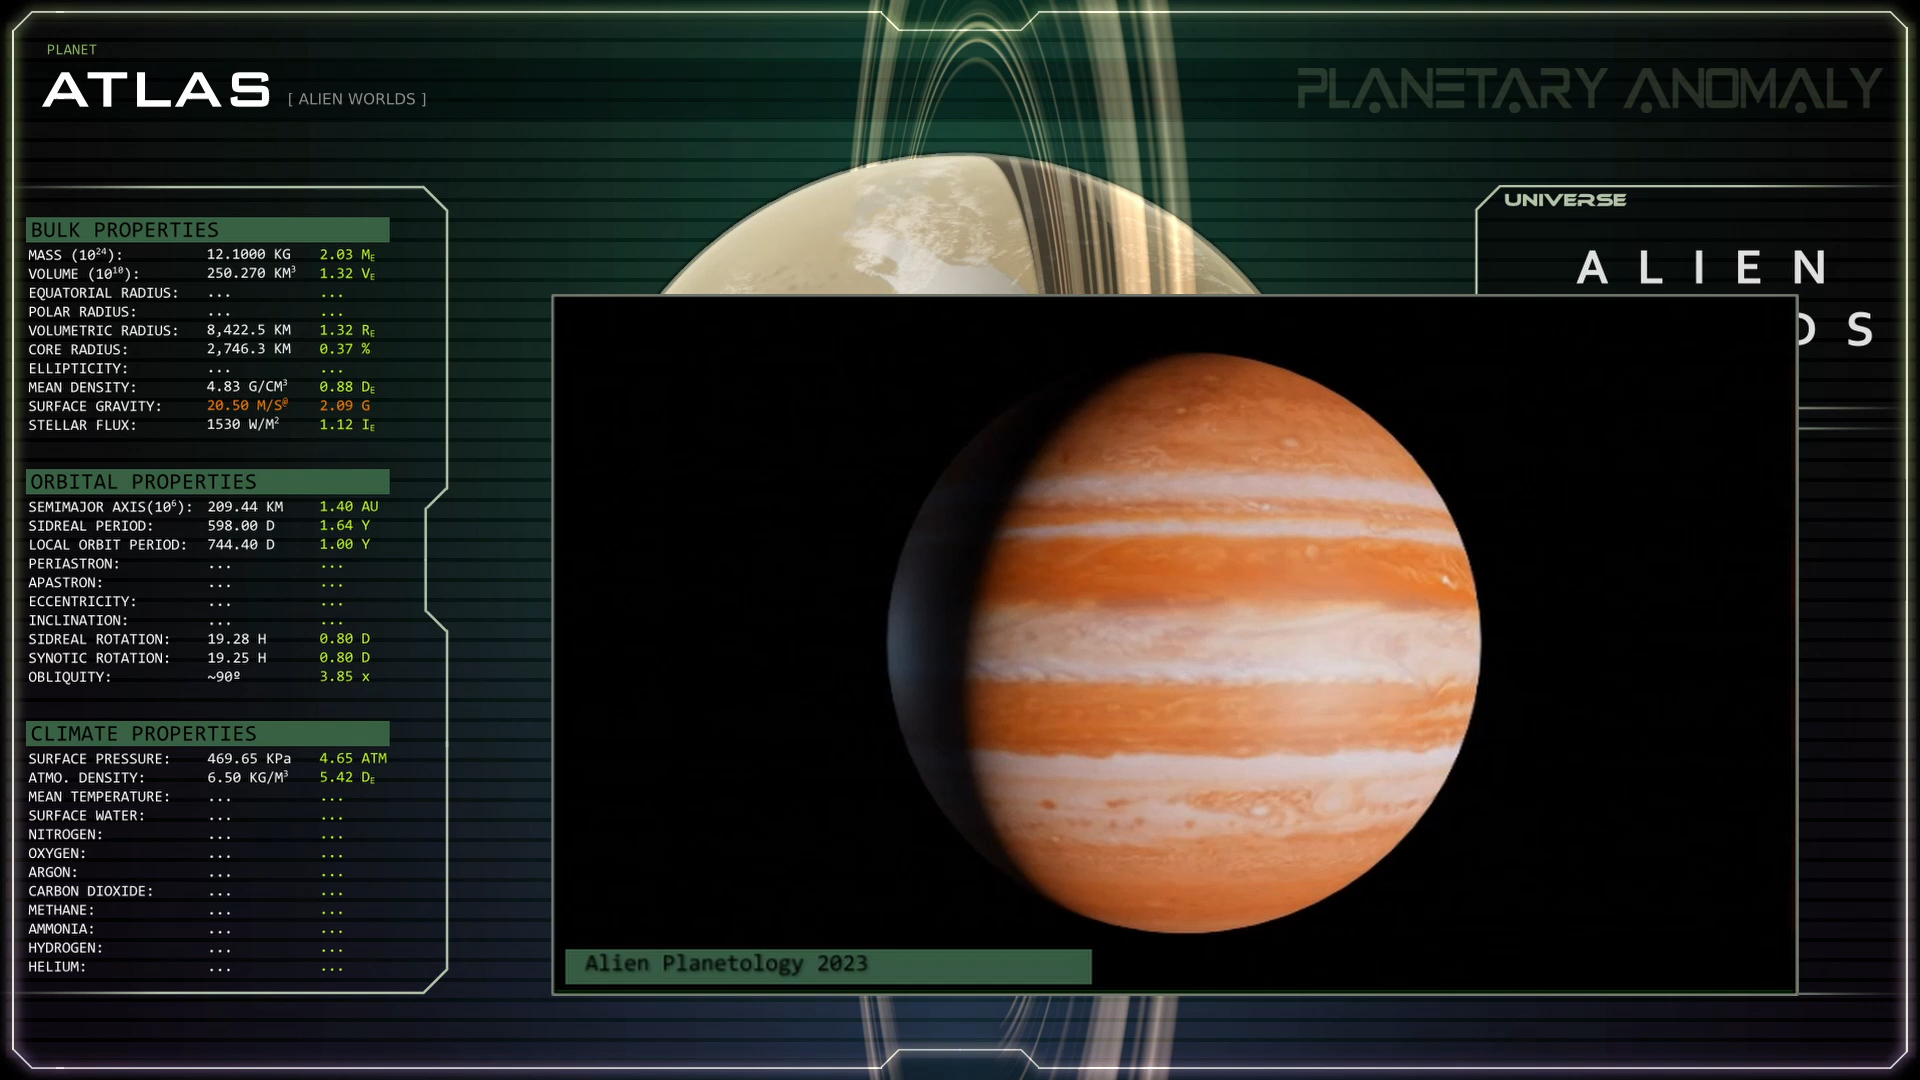 PLANET
ATLAS [ ALIEN WORLDS ]
PLANETARY ANOMALY
BULK PROPERTIES
MASS (10²⁴): 12.1000 KG 2.03 Mᴇ
VOLUME (10¹⁰): 250.270 KM³ 1.32 Vᴇ
EQUATORIAL RADIUS: ... ...
POLAR RADIUS: ... ...
VOLUMETRIC RADIUS: 8,422.5 KM 1.32 Rᴇ
CORE RADIUS: 2,746.3 KM 0.37 %
ELLIPTICITY: ... ...
MEAN DENSITY: 4.83 G/CM³ 0.88 Dᴇ
SURFACE GRAVITY: 20.50 M/S 2.09 G
STELLAR FLUX: 1530 W/M² 1.12 Iᴇ
ORBITAL PROPERTIES
SEMIMAJOR AXIS(10⁶): 209.44 KM 1.40 AU
SIDREAL PERIOD: 598.00 D 1.64 Y
LOCAL ORBIT PERIOD: 744.40 D 1.00 Y
PERIASTRON: ... ...
APASTRON: ... ...
ECCENTRICITY: ... ...
INCLINATION: ... ...
SIDREAL ROTATION: 19.28 H 0.80 D
SYNOTIC ROTATION: 19.25 H 0.80 D
OBLIQUITY: ~90º 3.85 x
CLIMATE PROPERTIES
SURFACE PRESSURE: 469.65 KPa 4.65 ATM
ATMO. DENSITY: 6.50 KG/M³ 5.42 Dᴇ
MEAN TEMPERATURE: ... ...
SURFACE WATER: ... ...
NITROGEN: ... ...
OXYGEN: ... ...
ARGON: ... ...
CARBON DIOXIDE: ... ...
METHANE: ... ...
AMMONIA: ... ...
HYDROGEN: ... ...
HELIUM: ... ...
UNIVERSE
ALIEN
DS
Alien Planetology 2023